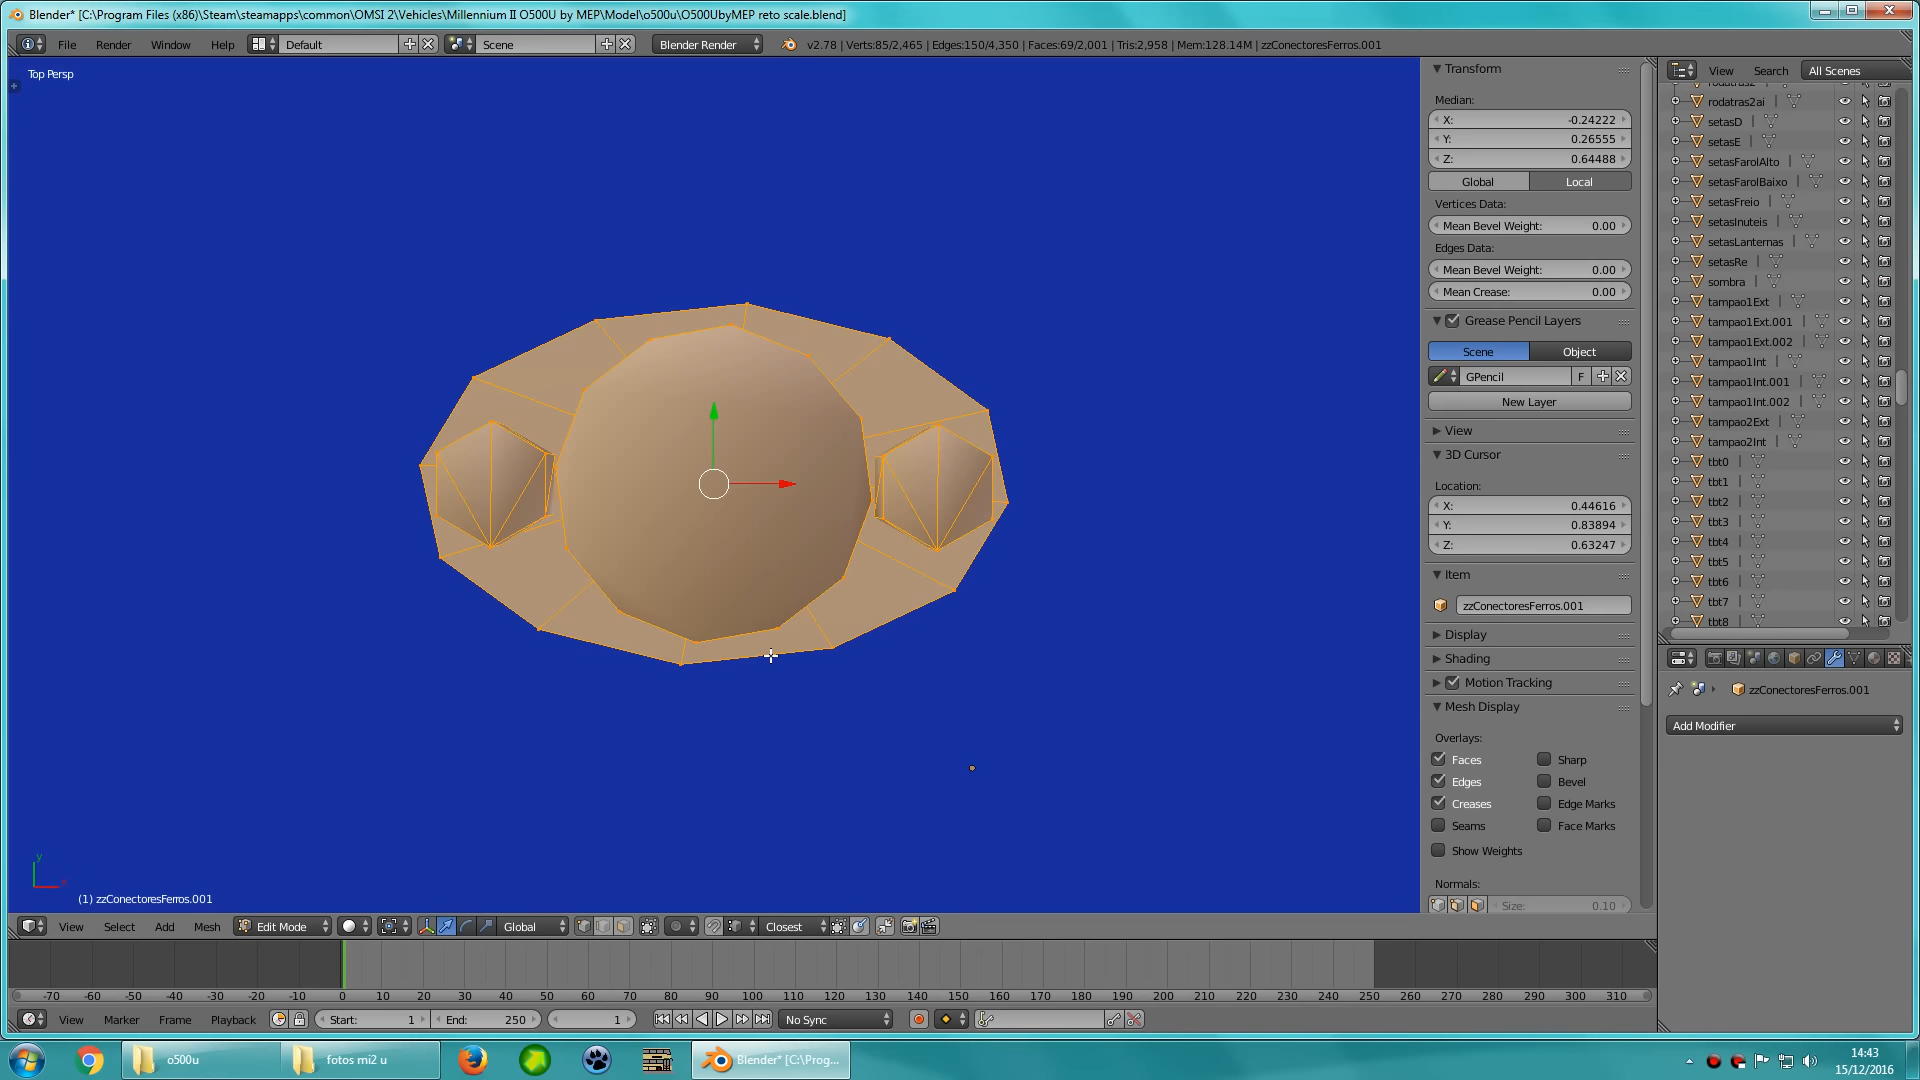 Blender* [C:\Program Files (x86)\Steam\steamapps\common\OMSI 2\Vehicles\Millennium II O500U by MEP\Model\o500u\O500UbyMEP reto scale.blend]
File Render Window Help Default Scene Blender Render v2.78 | Verts:85/2,465 | Edges:150/4,350 | Faces:69/2,001 | Tris:2,958 | Mem:128.14M | zzConectoresFerros.001
Top Persp
Transform
Median:
X: -0.24222
Y: 0.26555
Z: 0.64488
Global Local
Vertices Data:
Mean Bevel Weight: 0.00
Edges Data:
Mean Bevel Weight: 0.00
Mean Crease: 0.00
Grease Pencil Layers
Scene Object
GPencil F
New Layer
View
3D Cursor
Location:
X: 0.44616
Y: 0.83894
Z: 0.63247
Item
zzConectoresFerros.001
Display
Shading
Motion Tracking
Mesh Display
Overlays:
Faces Sharp
Edges Bevel
Creases Edge Marks
Seams Face Marks
Show Weights
Normals:
Size: 0.10
View Search All Scenes
rodatras2ai
setasD
setasE
setasFarolAlto
setasFarolBaixo
setasFreio
setasInuteis
setasLanternas
setasRe
sombra
tampao1Ext
tampao1Ext.001
tampao1Ext.002
tampao1Int
tampao1Int.001
tampao1Int.002
tampao2Ext
tampao2Int
tbt0
tbt1
tbt2
tbt3
tbt4
tbt5
tbt6
tbt7
tbt8
zzConectoresFerros.001
Add Modifier
y
x
(1) zzConectoresFerros.001
View Select Add Mesh Edit Mode Global Closest
-70 -60 -50 -40 -30 -20 -10 0 10 20 30 40 50 60 70 80 90 100 110 120 130 140 150 160 170 180 190 200 210 220 230 240 250 260 270 280 290 300 310
View Marker Frame Playback Start: 1 End: 250 1 No Sync
o500u fotos mi2 u Blender* [C:\Prog...
14:43
15/12/2016